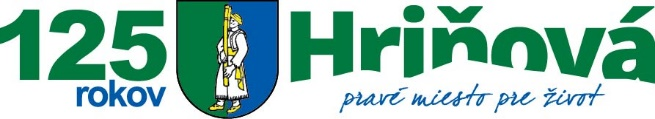 125
rokov
Hriňová
pravé miesto pre život